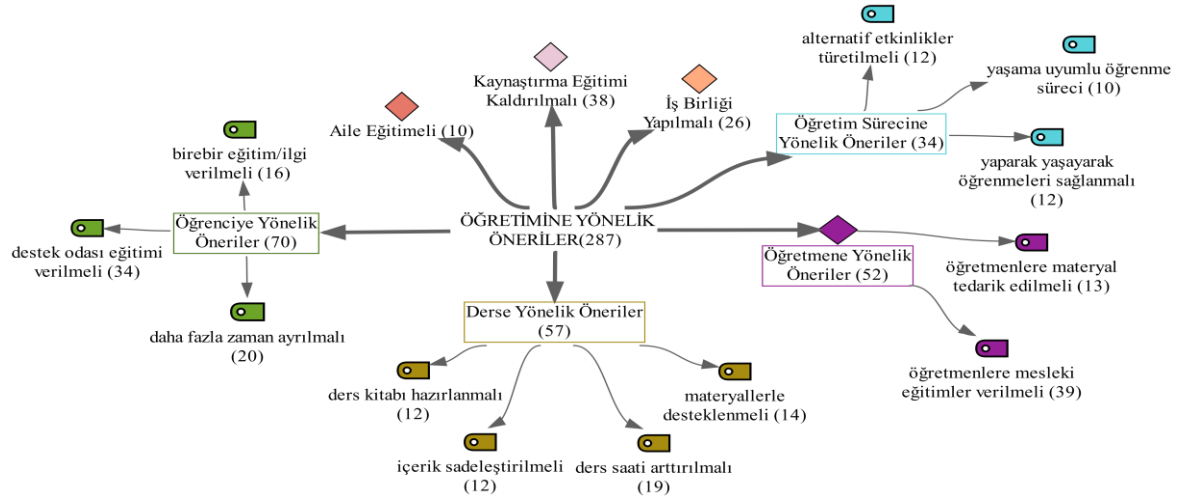 alternatif etkinlikler
türetilmeli (12)
yaşama uyumlu öğrenme
süreci (10)
Kaynaştırma Eğitimi
Kaldırılmalı (38)
İş Birliği
Yapılmalı (26)
Aile Eğitimeli (10)
Öğretim Sürecine
Yönelik Öneriler (34)
birebir eğitim/ilgi
verilmeli (16)
yaparak yaşayarak
öğrenmeleri sağlanmalı
(12)
ÖĞRETİMİNE YÖNELİK
ÖNERİLER(287)
Öğrenciye Yönelik
Öneriler (70)
destek odası eğitimi
verilmeli (34)
Öğretmene Yönelik
Öneriler (52)
öğretmenlere materyal
tedarik edilmeli (13)
daha fazla zaman ayrılmalı
(20)
Derse Yönelik Öneriler
(57)
öğretmenlere mesleki
eğitimler verilmeli (39)
ders kitabı hazırlanmalı
(12)
materyallerle
desteklenmeli (14)
içerik sadeleştirilmeli
(12)
ders saati arttırılmalı
(19)